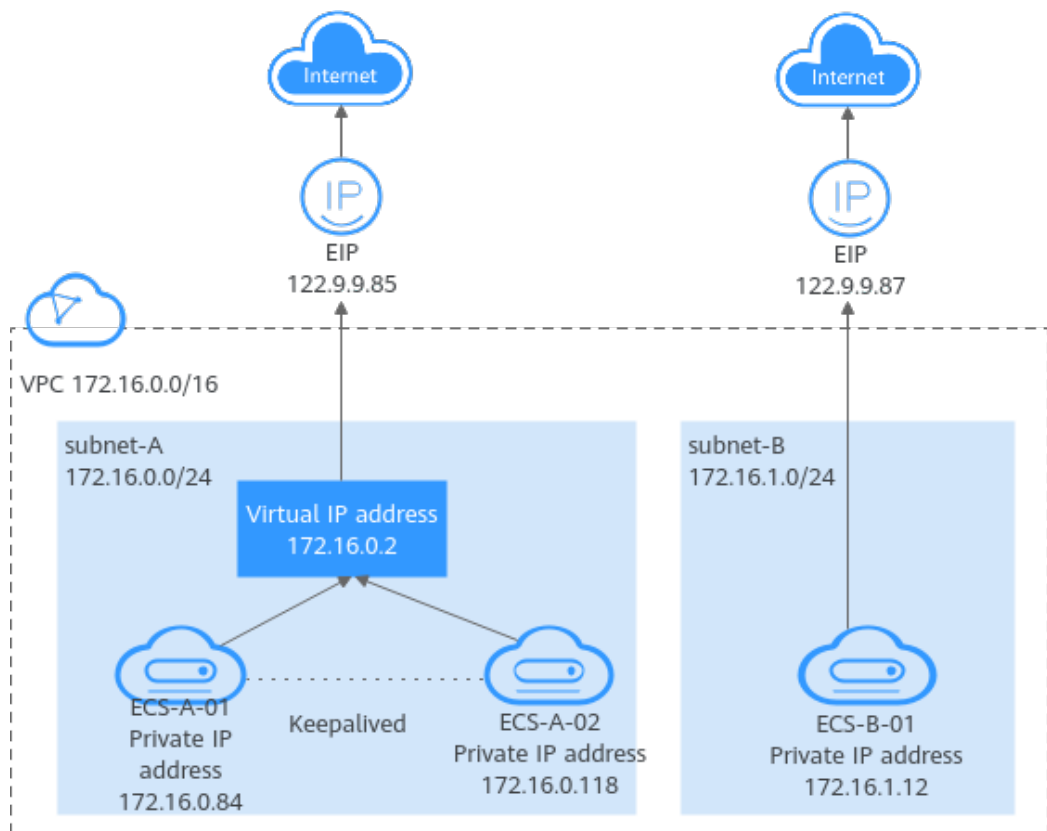 Internet
Internet
IP
IP
EIP
122.9.9.85
EIP
122.9.9.87
VPC 172.16.0.0/16
subnet-A
172.16.0.0/24
subnet-B
172.16.1.0/24
Virtual IP address
172.16.0.2
ECS-A-01
Private IP
address
172.16.0.84
Keepalived
ECS-A-02
Private IP address
172.16.0.118
ECS-B-01
Private IP address
172.16.1.12